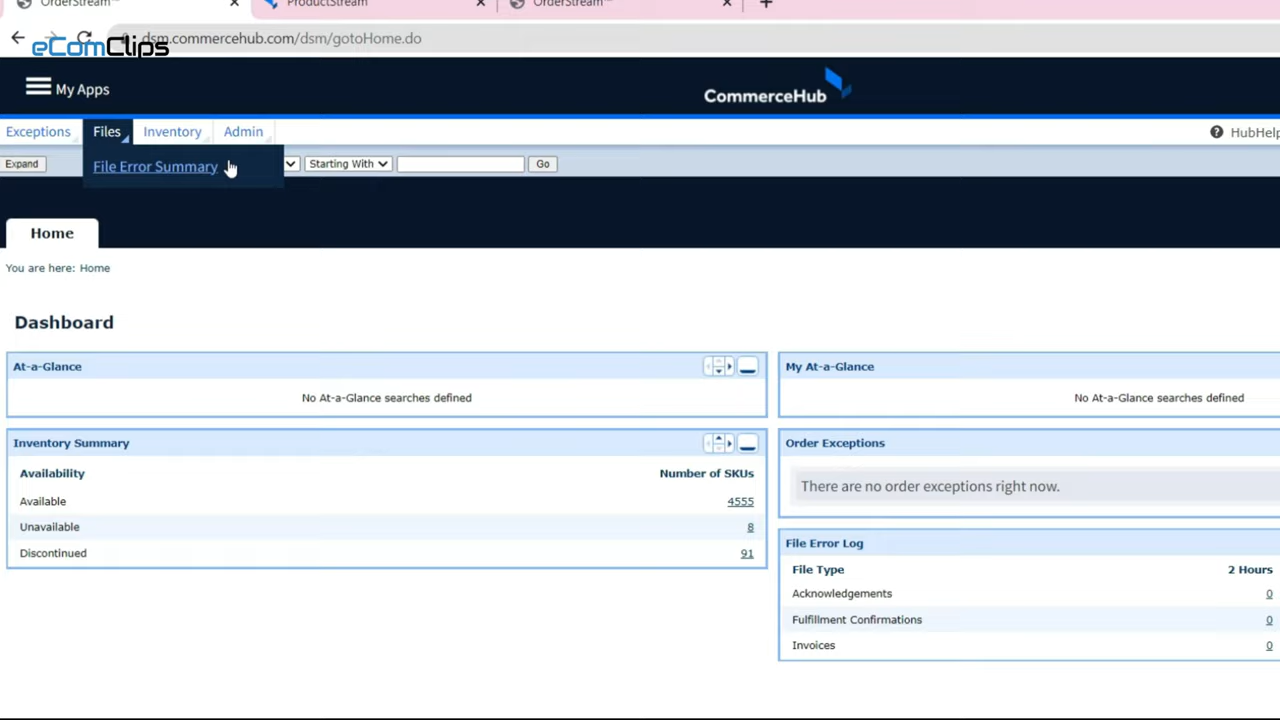 OrderStream™
ProductStream™
OrderStream™
eComClips
dsm.commercehub.com/dsm/gotoHome.do
My Apps
CommerceHub
Exceptions Files Inventory Admin HubHelp
Expand File Error Summary Starting With Go
Home
You are here: Home
Dashboard
At-a-Glance
No At-a-Glance searches defined
My At-a-Glance
No At-a-Glance searches defined
Inventory Summary
Availability Number of SKUs
Available 4555
Unavailable 8
Discontinued 91
Order Exceptions
There are no order exceptions right now.
File Error Log
File Type 2 Hours
Acknowledgements 0
Fulfillment Confirmations 0
Invoices 0